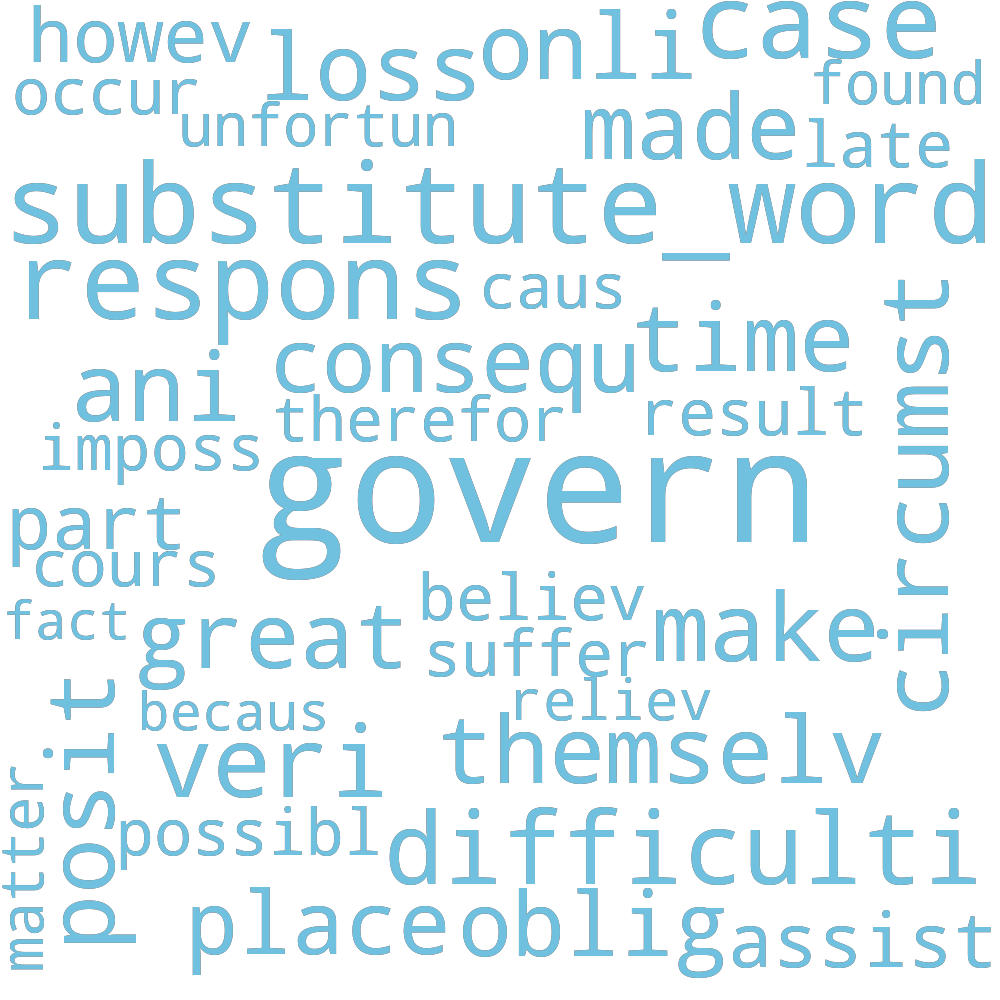 howev
loss
onli
case
occur
found
unfortun
made
late
substitute_word
respons
caus
circumst
time
consequ
ani
therefor
result
imposs
govern
part
cours
believ
fact
great
make
suffer
posit
becaus
reliev
veri
themselv
matter
possibl
difficulti
place
oblig
assist